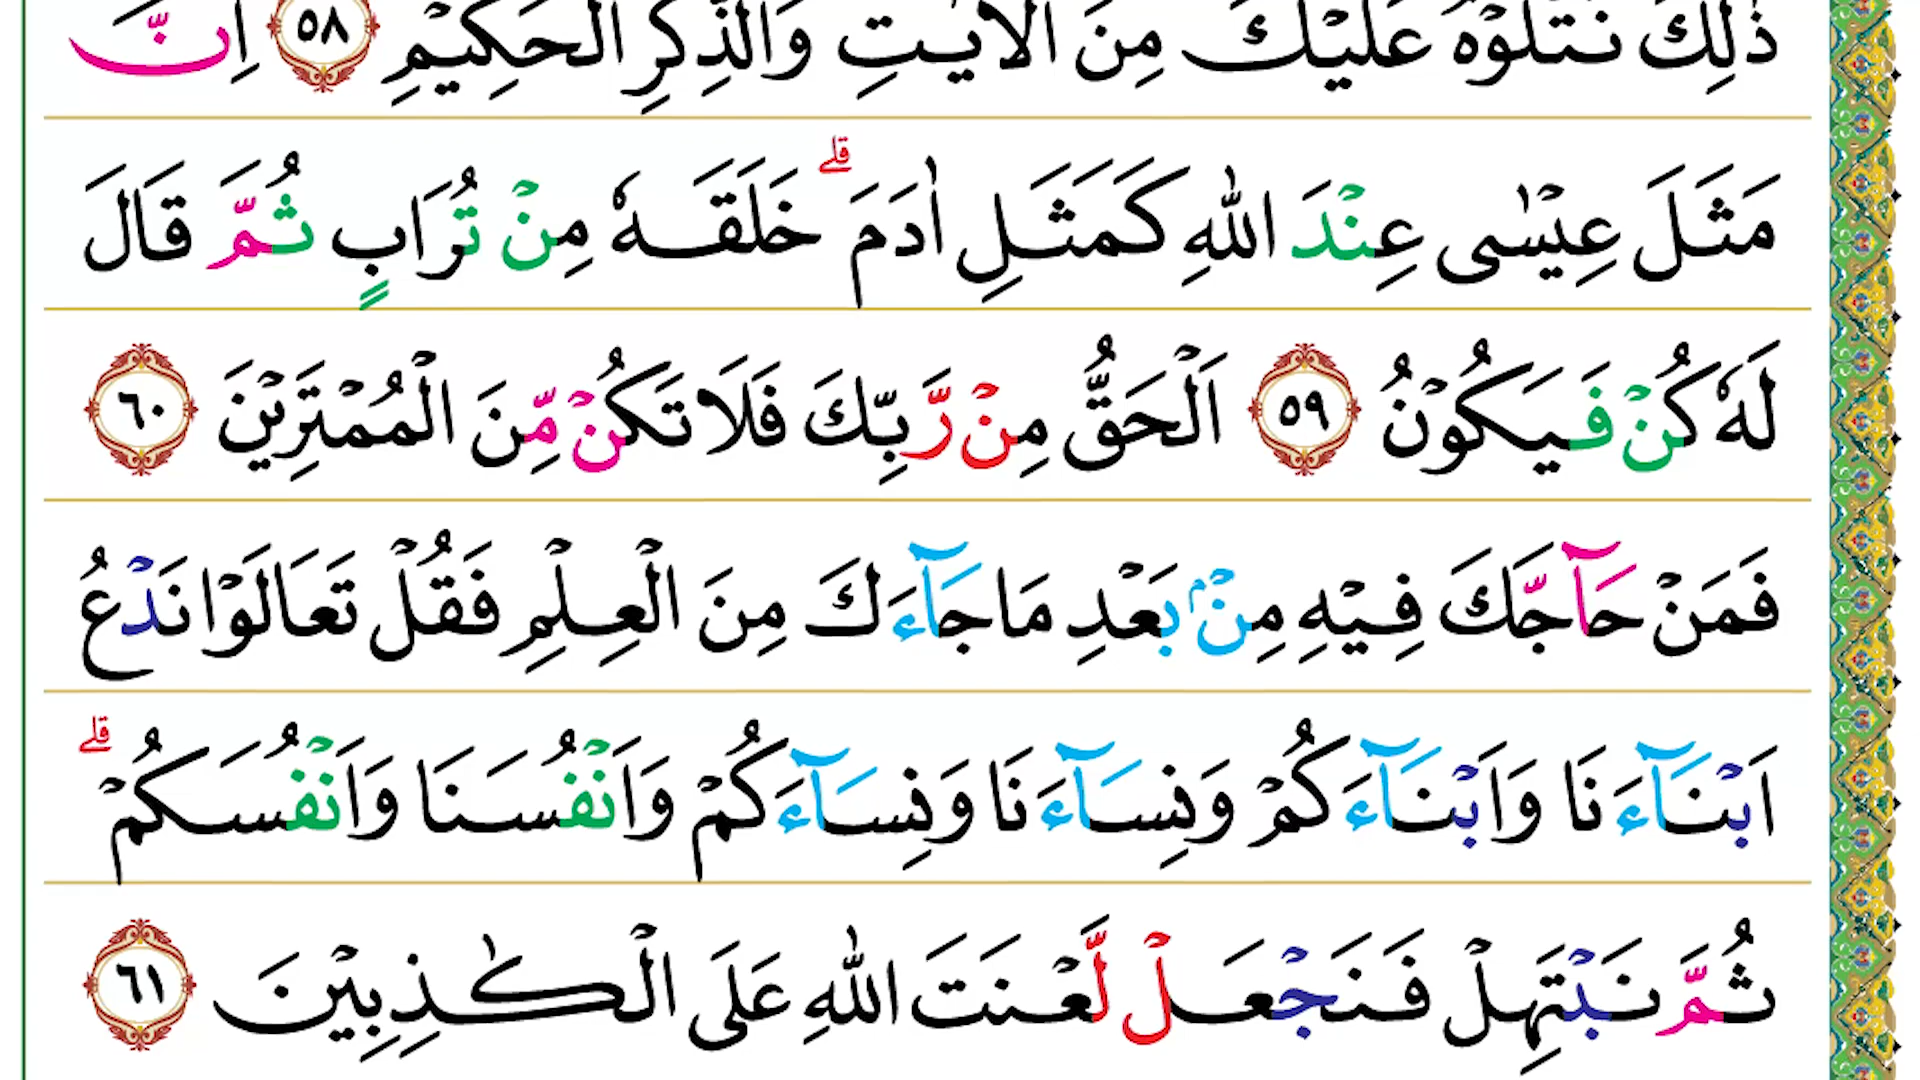 ذٰلِكَ نَتْلُوْهُ عَلَيْكَ مِنَ الْاٰيٰتِ وَالذِّكْرِ الْحَكِيْمِ ٥٨ اِنَّ
مَثَلَ عِيْسٰى عِنْدَ اللّٰهِ كَمَثَلِ اٰدَمَ ۗ خَلَقَهٗ مِنْ تُرَابٍ ثُمَّ قَالَ
لَهٗ كُنْ فَيَكُوْنُ ٥٩ اَلْحَقُّ مِنْ رَّبِّكَ فَلَا تَكُنْ مِّنَ الْمُمْتَرِيْنَ ٦٠
فَمَنْ حَآجَّكَ فِيْهِ مِنْۢ بَعْدِ مَا جَآءَكَ مِنَ الْعِلْمِ فَقُلْ تَعَالَوْا نَدْعُ
اَبْنَآءَنَا وَاَبْنَآءَكُمْ وَنِسَآءَنَا وَنِسَآءَكُمْ وَاَنْفُسَنَا وَاَنْفُسَكُمْ ۗ
ثُمَّ نَبْتَهِلْ فَنَجْعَلْ لَّعْنَتَ اللّٰهِ عَلَى الْكٰذِبِيْنَ ٦١